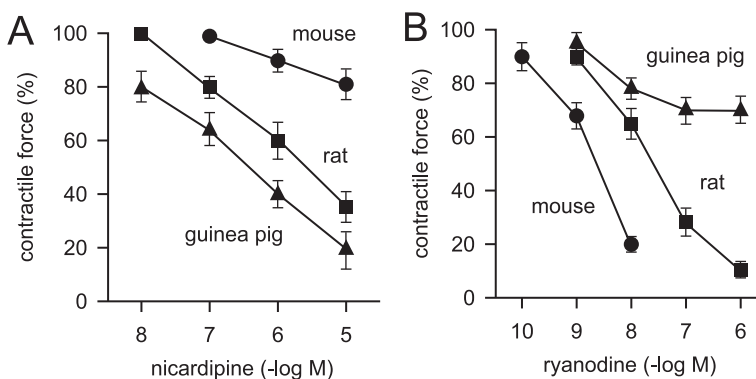 A
contractile force (%)
100
80
60
40
20
0
mouse
rat
guinea pig
8 7 6 5
nicardipine (-log M)
B
contractile force (%)
100
80
60
40
20
0
guinea pig
rat
mouse
10 9 8 7 6
ryanodine (-log M)